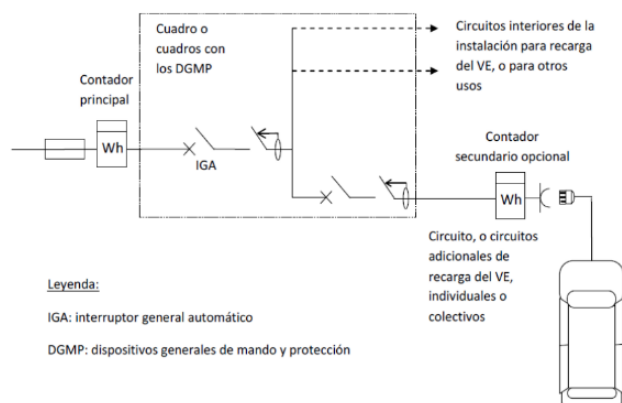 Cuadro o
cuadros con
los DGMP
Circuitos interiores de la
instalación para recarga
del VE, o para otros
usos
Contador
principal
Wh
IGA
Contador
secundario opcional
Wh
Circuito, o circuitos
adicionales de
recarga del VE,
individuales o
colectivos
Leyenda:
IGA: interruptor general automático
DGMP: dispositivos generales de mando y protección